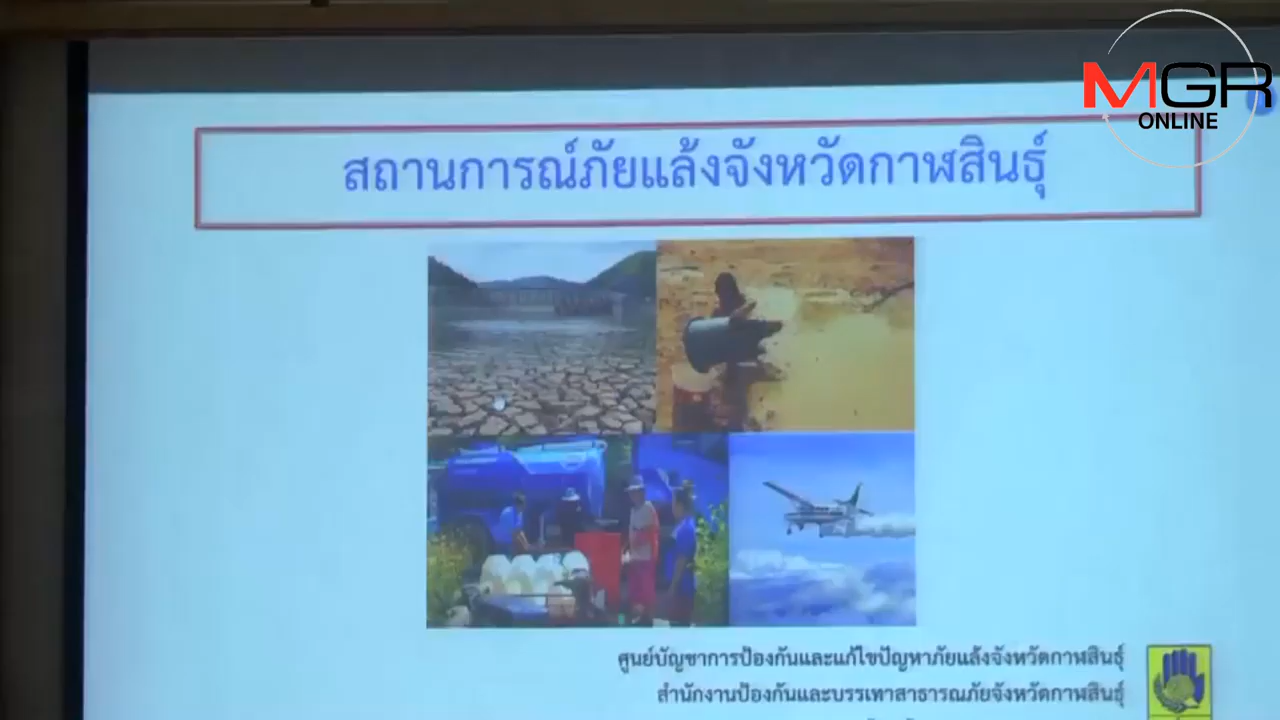 MGR
ONLINE
สถานการณ์ภัยแล้งจังหวัดกาฬสินธุ์
ศูนย์บัญชาการป้องกันและแก้ไขปัญหาภัยแล้งจังหวัดกาฬสินธุ์
สำนักงานป้องกันและบรรเทาสาธารณภัยจังหวัดกาฬสินธุ์